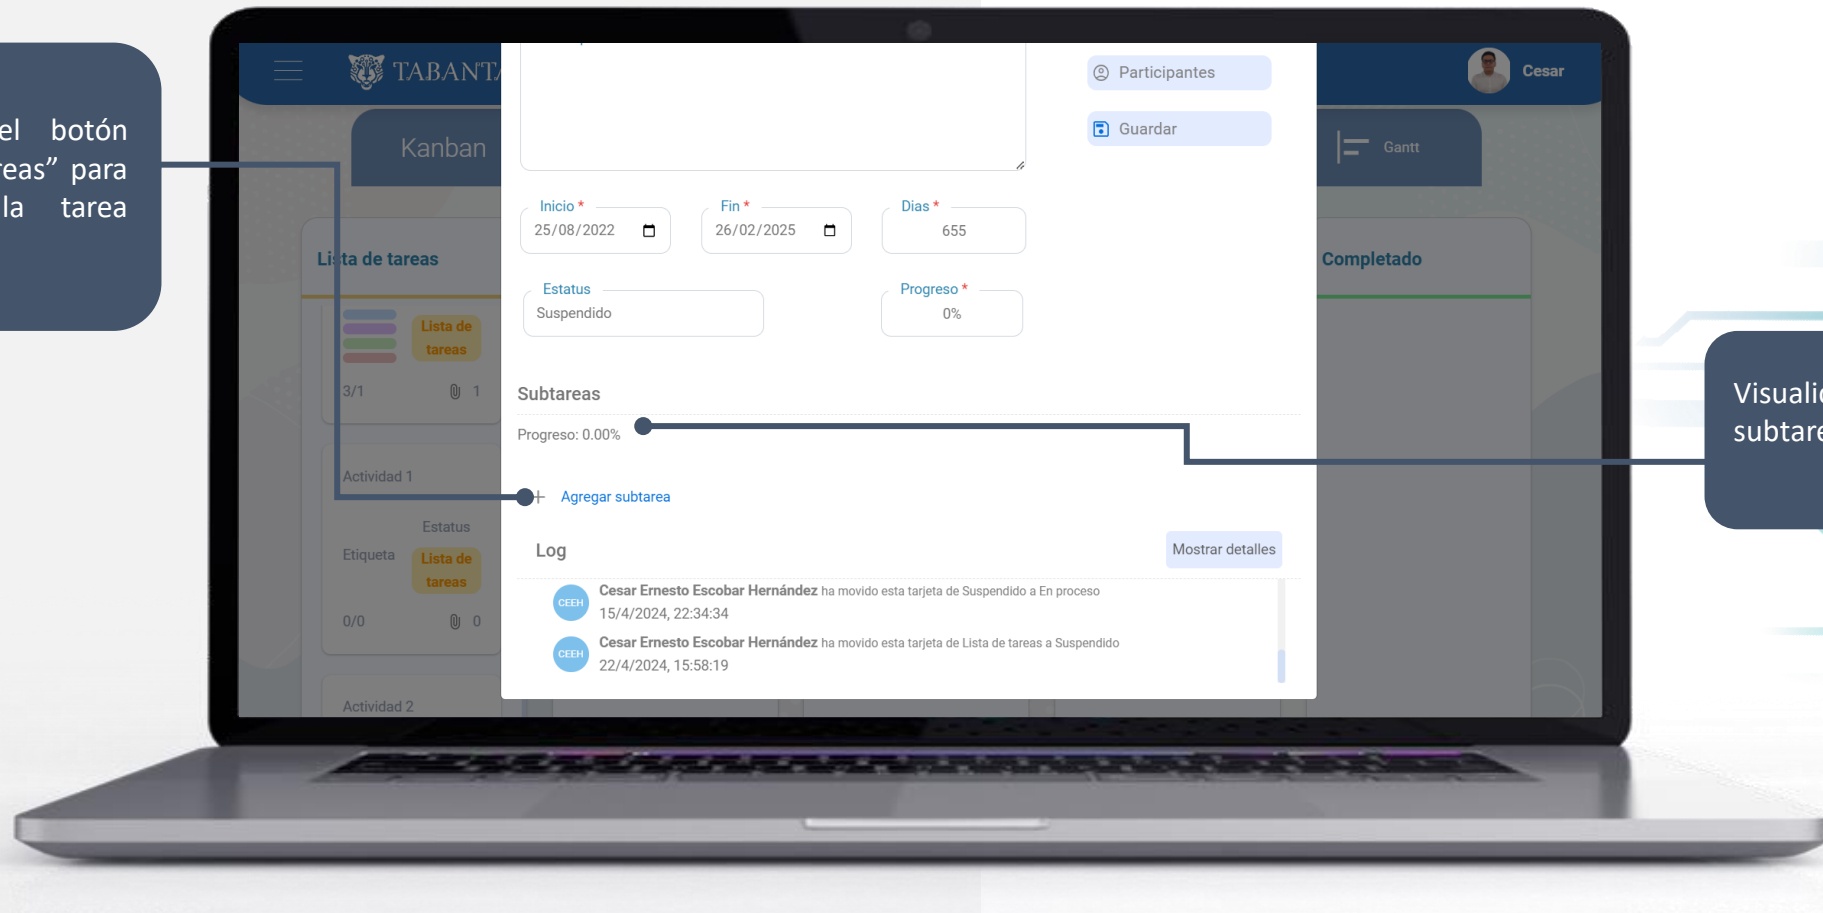 el botón
para
la tarea
TABANT
Cesar
Kanban
Gantt
Participantes
Guardar
Inicio *
25/08/2022
Fin *
26/02/2025
Dias *
655
Estatus
Suspendido
Progreso *
0%
Lista de tareas
Completado
Lista de
tareas
3/1
1
Actividad 1
Estatus
Etiqueta
Lista de
tareas
0/0
0
Actividad 2
Subtareas
Progreso: 0.00%
+ Agregar subtarea
Log
Mostrar detalles
CEEH
Cesar Ernesto Escobar Hernández ha movido esta tarjeta de Suspendido a En proceso
15/4/2024, 22:34:34
CEEH
Cesar Ernesto Escobar Hernández ha movido esta tarjeta de Lista de tareas a Suspendido
22/4/2024, 15:58:19